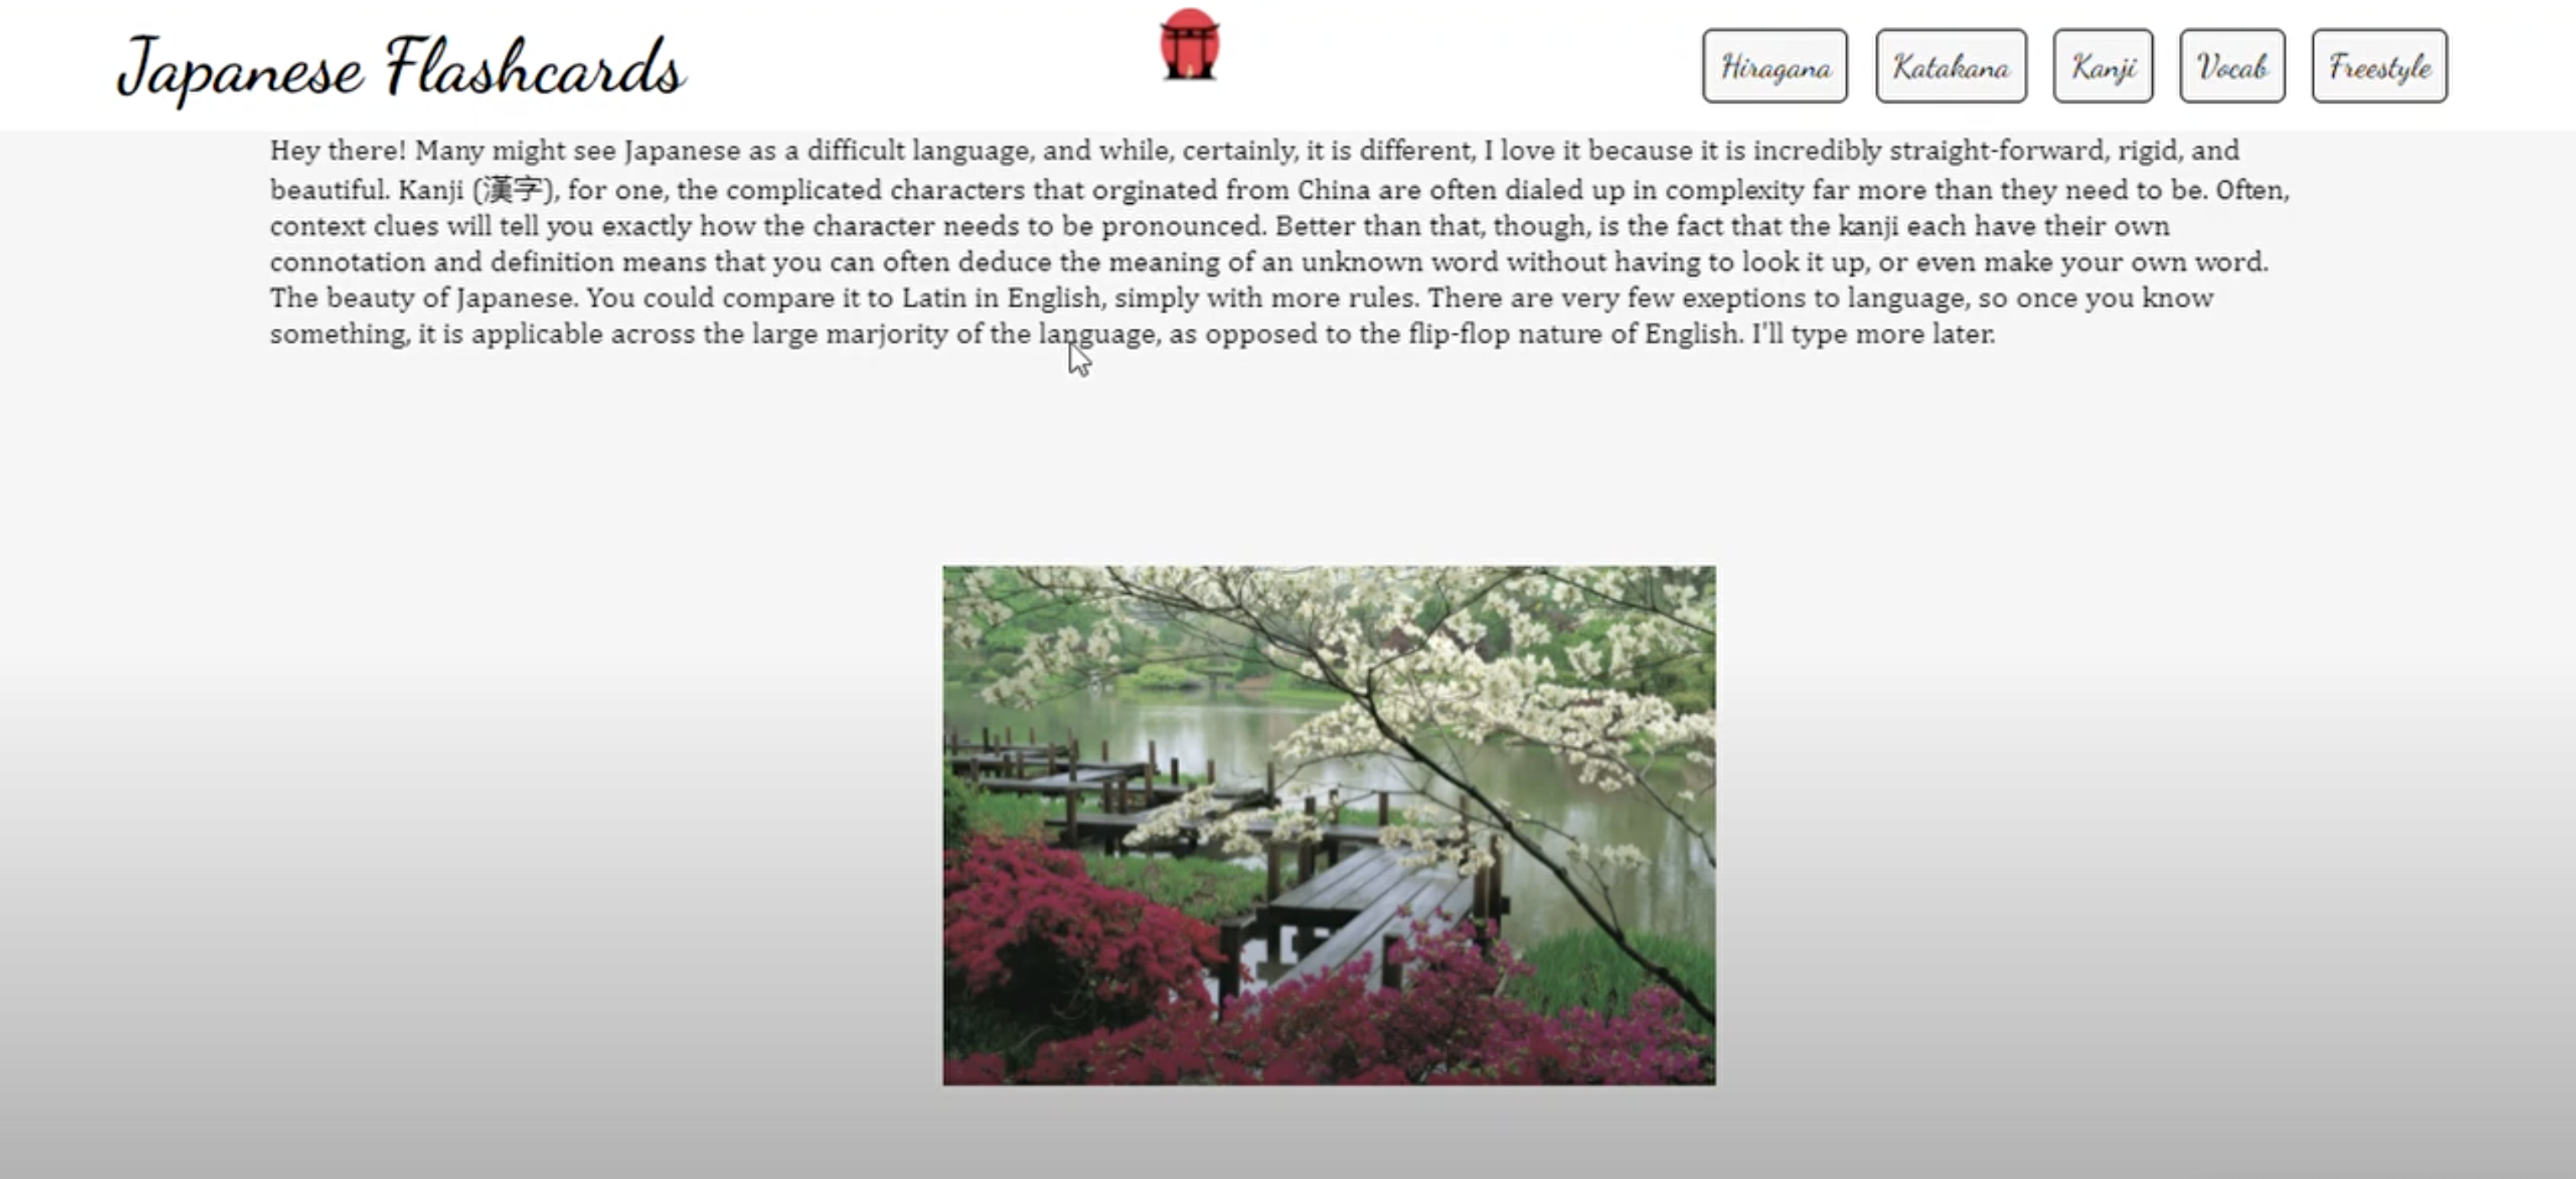 Japanese Flashcards
Hiragana
Katakana
Kanji
Vocab
Freestyle
Hey there! Many might see Japanese as a difficult language, and while, certainly, it is different, I love it because it is incredibly straight-forward, rigid, and
beautiful. Kanji (漢字), for one, the complicated characters that orginated from China are often dialed up in complexity far more than they need to be. Often,
context clues will tell you exactly how the character needs to be pronounced. Better than that, though, is the fact that the kanji each have their own
connotation and definition means that you can often deduce the meaning of an unknown word without having to look it up, or even make your own word.
The beauty of Japanese. You could compare it to Latin in English, simply with more rules. There are very few exeptions to language, so once you know
something, it is applicable across the large marjority of the language, as opposed to the flip-flop nature of English. I'll type more later.